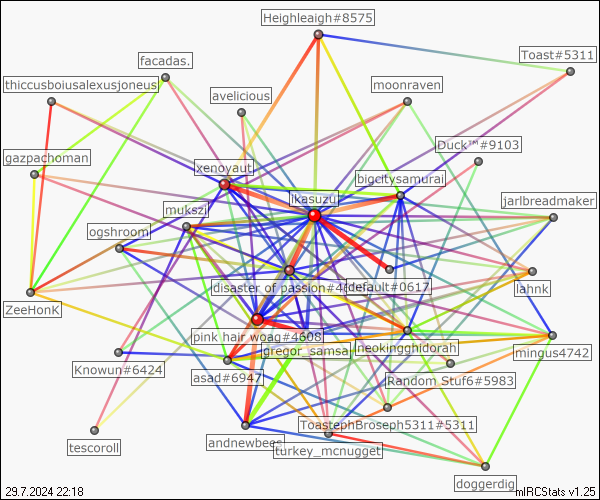 Heighleaigh#8575
Toast#5311
facadas.
thiccusboiusalexusjoneus
moonraven
avelicious
Duck™#9103
gazpachoman
xenoyaut
bigcitysamurai
ikasuzu
jarlbreadmaker
mukszi
ogshroom
disaster of passion#4
default#0617
lahnk
ZeeHonK
pink hair woag#4608
gregor_samsa
neokingghidorah
mingus4742
Knowun#6424
asad#6947
Random Stuf6#5983
ToastephBroseph5311#5311
tescoroll
andnewbees
turkey_mcnugget
doggerdig
29.7.2024 22:18
mIRCStats v1.25